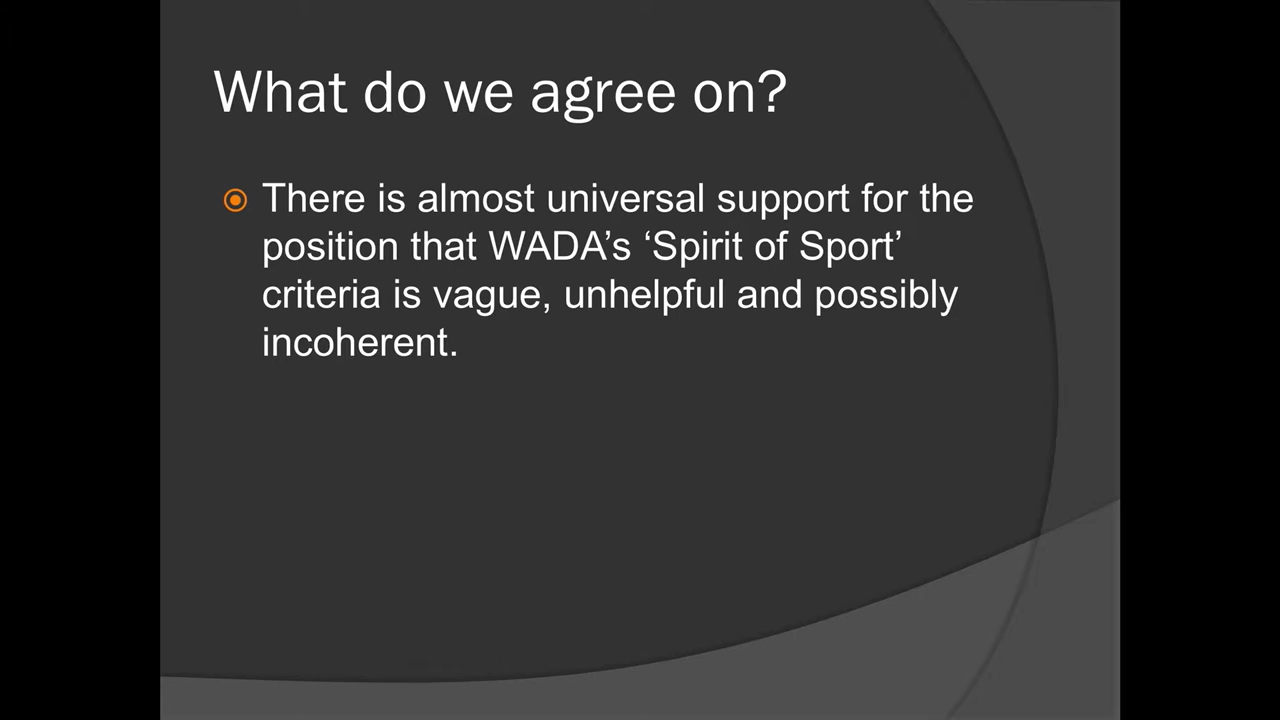 What do we agree on?
There is almost universal support for the
position that WADA’s ‘Spirit of Sport’
criteria is vague, unhelpful and possibly
incoherent.